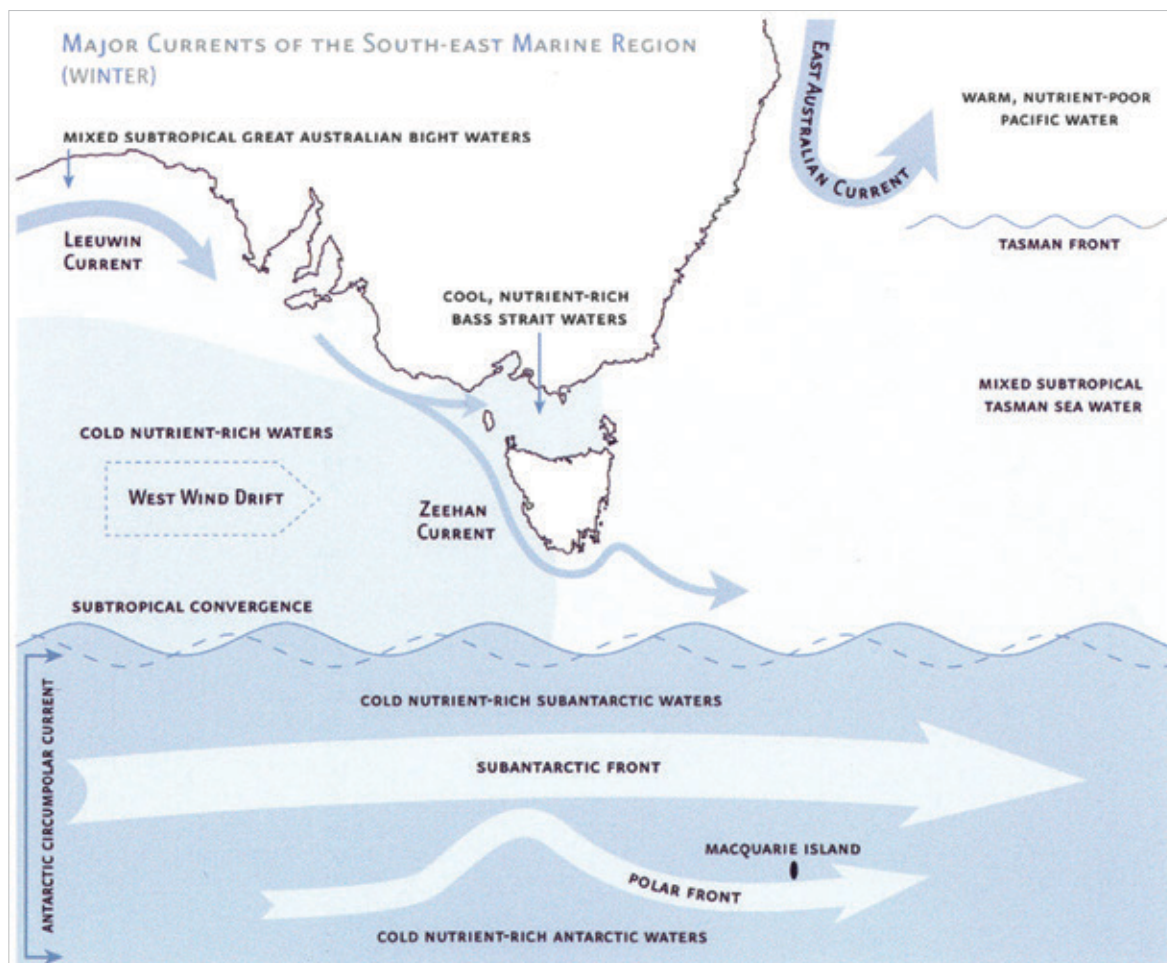 Major Currents of the South-east Marine Region
(winter)
mixed subtropical Great Australian Bight waters
Leeuwin
Current
East Australian Current
warm, nutrient-poor
Pacific water
Tasman Front
cool, nutrient-rich
Bass Strait waters
mixed subtropical
Tasman Sea water
cold nutrient-rich waters
West Wind Drift
Zeehan
Current
subtropical convergence
Antarctic Circumpolar Current
cold nutrient-rich subantarctic waters
subantarctic front
Macquarie Island
polar front
cold nutrient-rich Antarctic waters